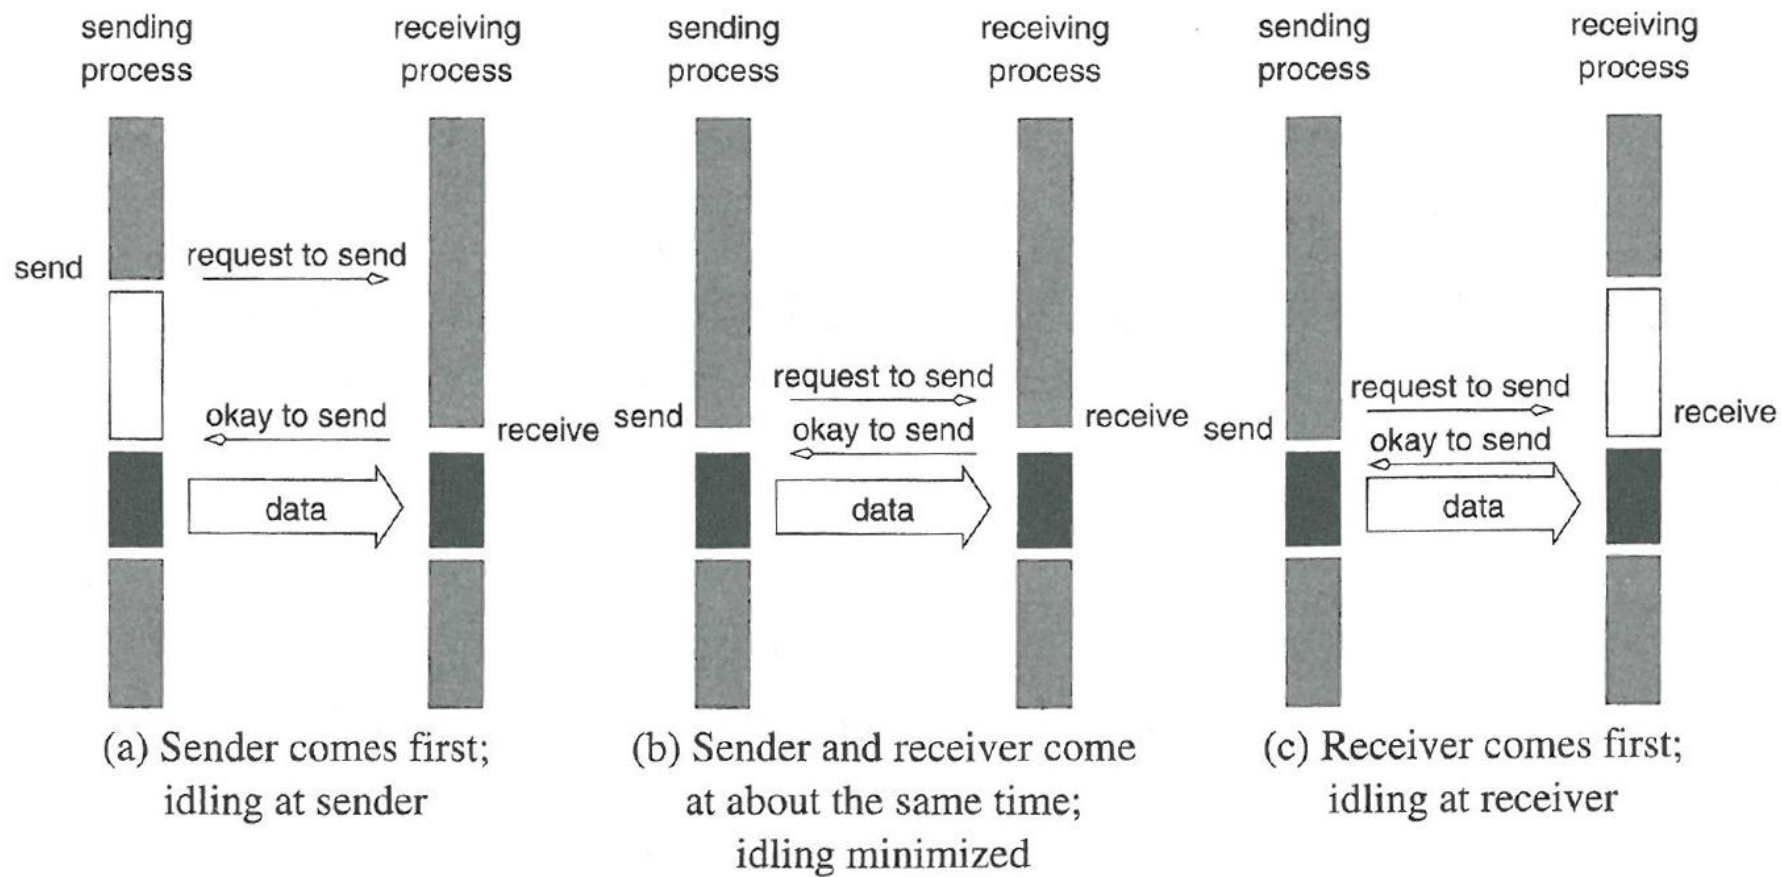 sending
process
receiving
process
sending
process
receiving
process
sending
process
receiving
process
send
request to send
okay to send
receive
data
send
request to send
okay to send
receive
data
send
request to send
okay to send
receive
data
(a) Sender comes first;
idling at sender
(b) Sender and receiver come
at about the same time;
idling minimized
(c) Receiver comes first;
idling at receiver